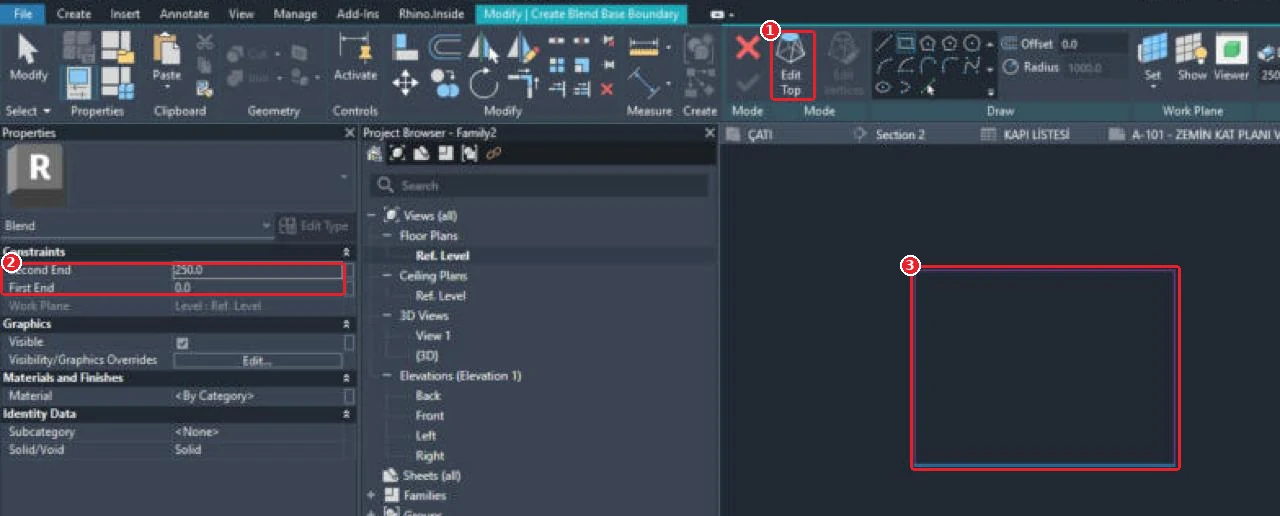 File Create Insert Annotate View Manage Add-Ins Rhino.Inside Modify | Create Blend Base Boundary
1
Modify Paste Cut Activate Edit Top Edit Vertices Offset 0.0 Radius 1000.0 Set Show Viewer 250
Select Properties Clipboard Geometry Controls Modify Measure Create Mode Mode Draw Work Plane
Properties
Project Browser - Family2
ÇATI Section 2 KAPI LİSTESİ A-101 - ZEMİN KAT PLANI V
R
Search
Blend Edit Type
Constraints
2
Second End 250.0
First End 0.0
Work Plane Level : Ref. Level
Graphics
Visible
Visibility/Graphics Overrides Edit...
Materials and Finishes
Material <By Category>
Identity Data
Subcategory <None>
Solid/Void Solid
Views (all)
Floor Plans
Ref. Level
Ceiling Plans
Ref. Level
3D Views
View 1
{3D}
Elevations (Elevation 1)
Back
Front
Left
Right
Sheets (all)
Families
Groups
3